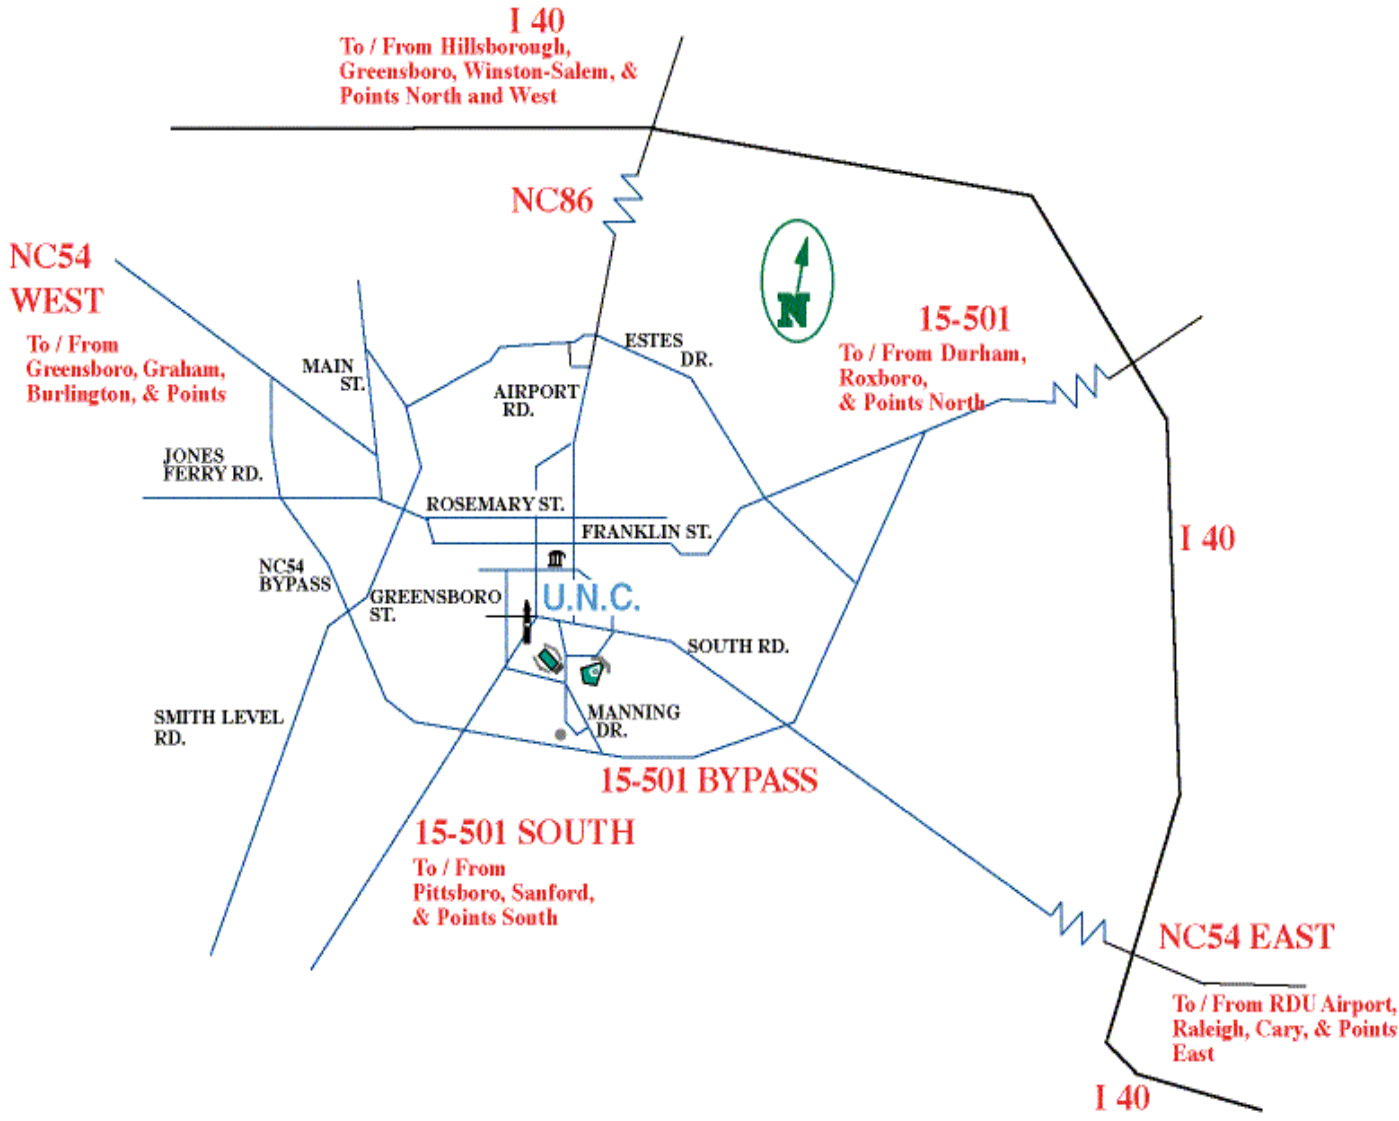 I 40
To / From Hillsborough,
Greensboro, Winston-Salem, &
Points North and West
NC86
NC54
WEST
To / From
Greensboro, Graham,
Burlington, & Points
N
15-501
To / From Durham,
Roxboro,
& Points North
MAIN
ST.
ESTES
DR.
AIRPORT
RD.
JONES
FERRY RD.
ROSEMARY ST.
FRANKLIN ST.
I 40
NC54
BYPASS
GREENSBORO
ST.
U.N.C.
SOUTH RD.
SMITH LEVEL
RD.
MANNING
DR.
15-501 BYPASS
15-501 SOUTH
To / From
Pittsboro, Sanford,
& Points South
NC54 EAST
To / From RDU Airport,
Raleigh, Cary, & Points
East
I 40